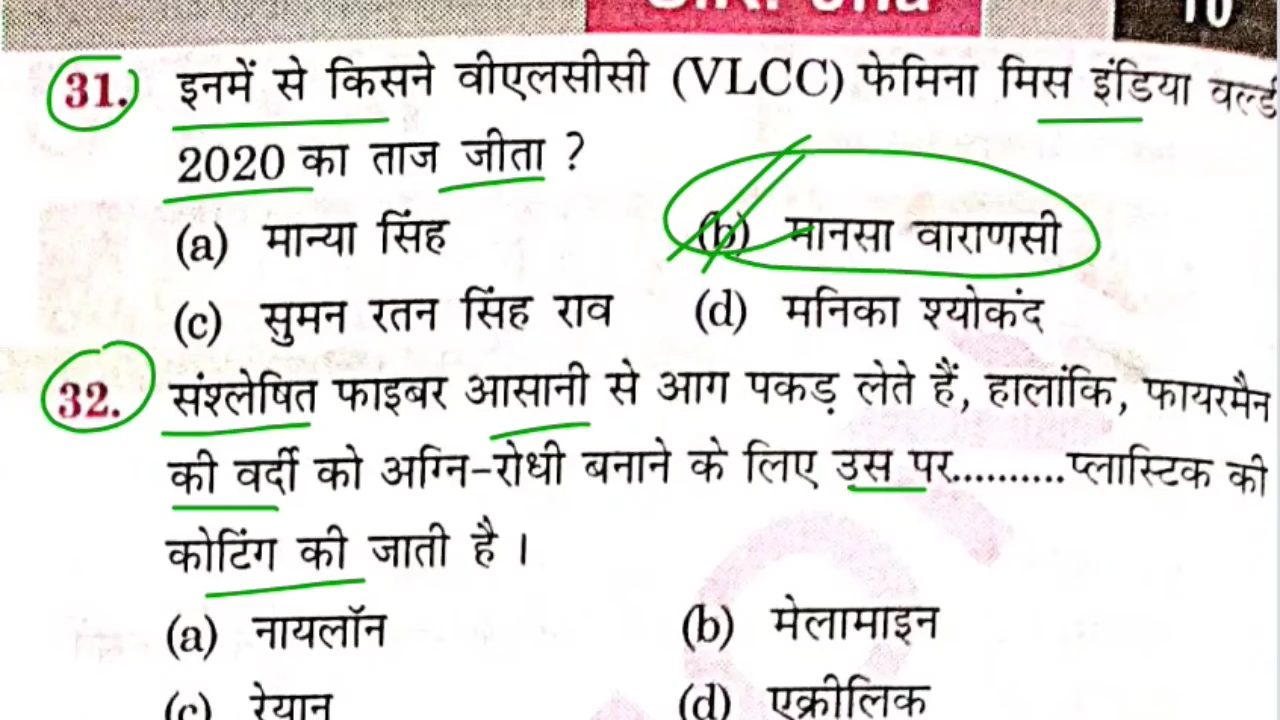 10
31. इनमें से किसने वीएलसीसी (VLCC) फेमिना मिस इंडिया वर्ल्ड
2020 का ताज जीता ?
(a) मान्या सिंह (b) मानसा वाराणसी
(c) सुमन रतन सिंह राव (d) मनिका श्योकंद
32. संश्लेषित फाइबर आसानी से आग पकड़ लेते हैं, हालांकि, फायरमैन
की वर्दी को अग्नि-रोधी बनाने के लिए उस पर..........प्लास्टिक की
कोटिंग की जाती है ।
(a) नायलॉन (b) मेलामाइन
(c) रेयान (d) एक्रीलिक